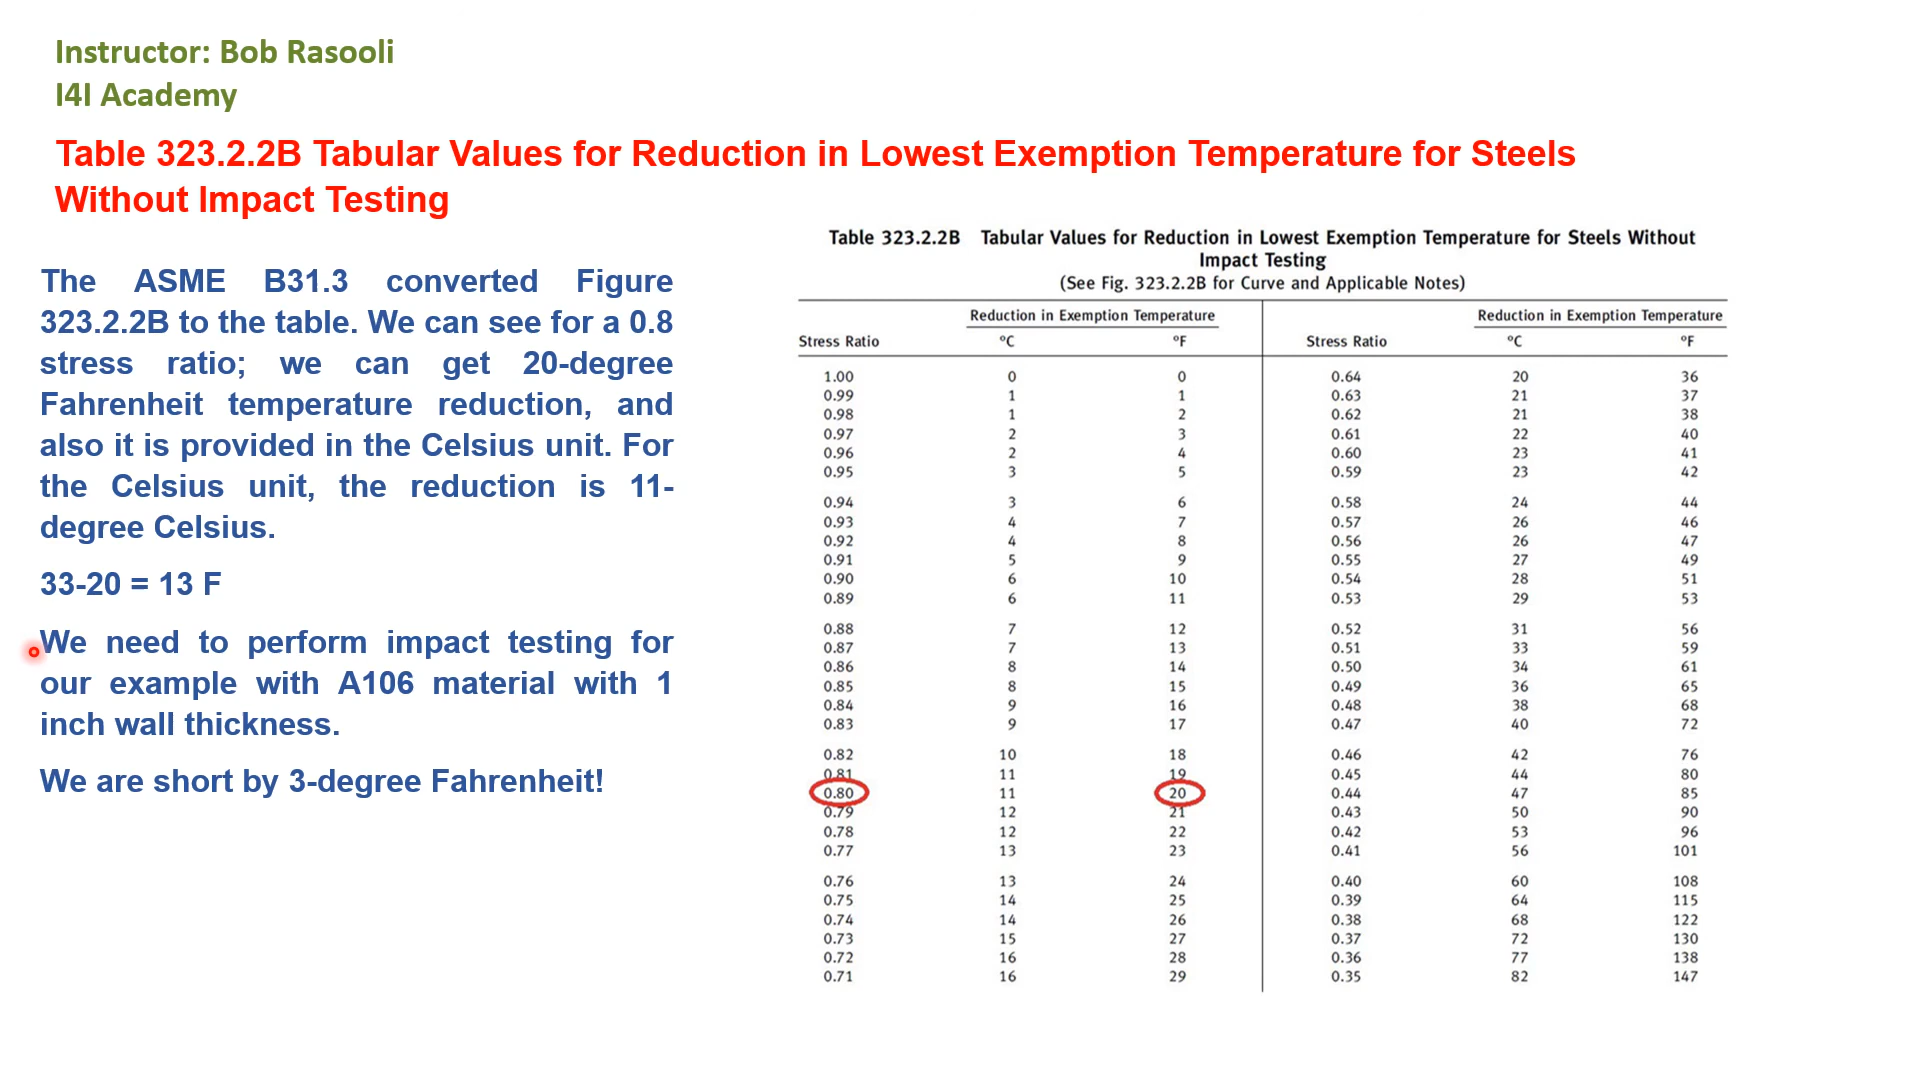 Instructor: Bob Rasooli
I4I Academy
Table 323.2.2B Tabular Values for Reduction in Lowest Exemption Temperature for Steels
Without Impact Testing
The ASME B31.3 converted Figure
323.2.2B to the table. We can see for a 0.8
stress ratio; we can get 20-degree
Fahrenheit temperature reduction, and
also it is provided in the Celsius unit. For
the Celsius unit, the reduction is 11-
degree Celsius.
33-20 = 13 F
We need to perform impact testing for
our example with A106 material with 1
inch wall thickness.
We are short by 3-degree Fahrenheit!
Table 323.2.2B Tabular Values for Reduction in Lowest Exemption Temperature for Steels Without
Impact Testing
(See Fig. 323.2.2B for Curve and Applicable Notes)
Reduction in Exemption Temperature Reduction in Exemption Temperature
Stress Ratio °C °F Stress Ratio °C °F
1.00 0 0 0.64 20 36
0.99 1 1 0.63 21 37
0.98 1 2 0.62 21 38
0.97 2 3 0.61 22 40
0.96 2 4 0.60 23 41
0.95 3 5 0.59 23 42
0.94 3 6 0.58 24 44
0.93 4 7 0.57 26 46
0.92 4 8 0.56 26 47
0.91 5 9 0.55 27 49
0.90 6 10 0.54 28 51
0.89 6 11 0.53 29 53
0.88 7 12 0.52 31 56
0.87 7 13 0.51 33 59
0.86 8 14 0.50 34 61
0.85 8 15 0.49 36 65
0.84 9 16 0.48 38 68
0.83 9 17 0.47 40 72
0.82 10 18 0.46 42 76
0.81 11 19 0.45 44 80
0.80 11 20 0.44 47 85
0.79 12 21 0.43 50 90
0.78 12 22 0.42 53 96
0.77 13 23 0.41 56 101
0.76 13 24 0.40 60 108
0.75 14 25 0.39 64 115
0.74 14 26 0.38 68 122
0.73 15 27 0.37 72 130
0.72 16 28 0.36 77 138
0.71 16 29 0.35 82 147